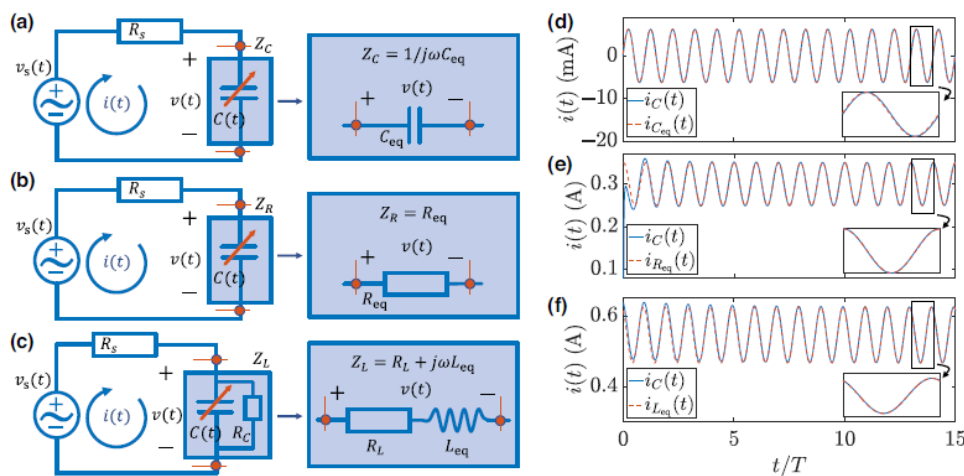 (a)
R_s
v_s(t)
i(t)
+
v(t)
−
Z_C
C(t)
Z_C = 1/jωC_eq
+ v(t) −
C_eq
(b)
R_s
v_s(t)
i(t)
+
v(t)
−
Z_R
C(t)
Z_R = R_eq
+ v(t) −
R_eq
(c)
R_s
v_s(t)
i(t)
+
v(t)
−
Z_L
C(t)
R_C
Z_L = R_L + jωL_eq
+ v(t) −
R_L
L_eq
(d)
i(t) (mA)
0
−10
−20
i_C(t)
i_{C_eq}(t)
(e)
i(t) (A)
0.3
0.2
0.1
i_C(t)
i_{R_eq}(t)
(f)
i(t) (A)
0.6
0.4
i_C(t)
i_{L_eq}(t)
0 5 10 15
t/T